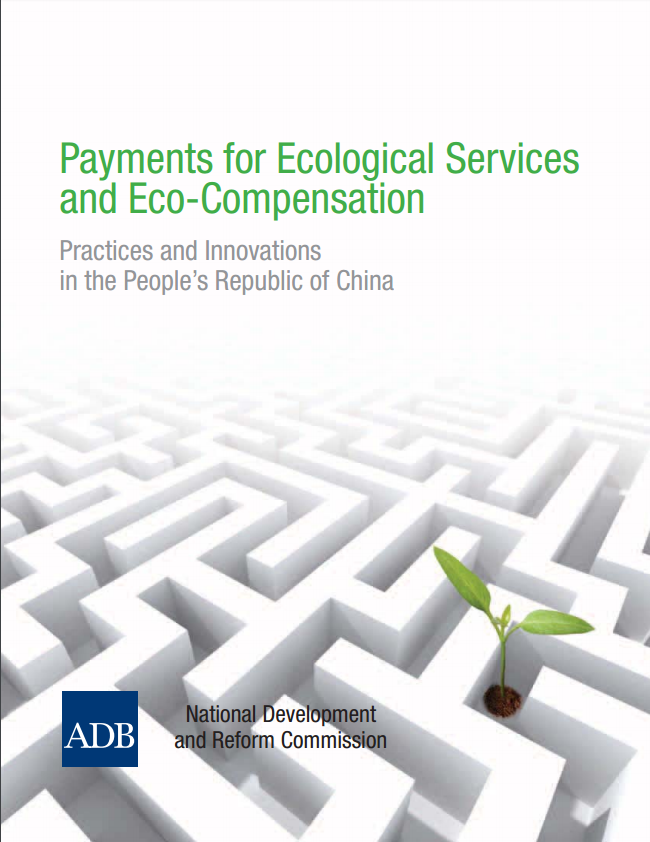 Payments for Ecological Services
and Eco-Compensation
Practices and Innovations
in the People’s Republic of China
ADB
National Development
and Reform Commission